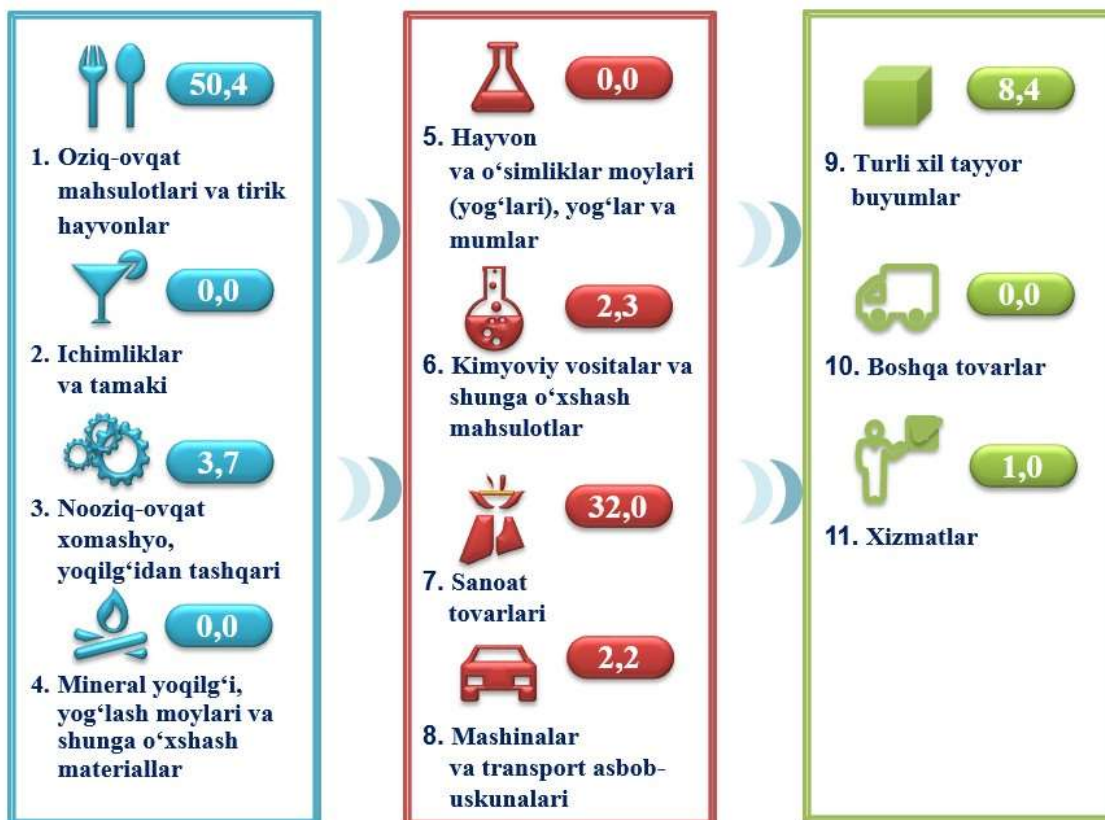 50,4
1. Oziq-ovqat
mahsulotlari va tirik
hayvonlar
0,0
2. Ichimliklar
va tamaki
3,7
3. Nooziq-ovqat
xomashyo,
yoqilg‘idan tashqari
0,0
4. Mineral yoqilg‘i,
yog‘lash moylari va
shunga o‘xshash
materiallar
0,0
5. Hayvon
va o‘simliklar moylari
(yog‘lari), yog‘lar va
mumlar
2,3
6. Kimyoviy vositalar va
shunga o‘xshash
mahsulotlar
32,0
7. Sanoat
tovarlari
2,2
8. Mashinalar
va transport asbob-
uskunalari
8,4
9. Turli xil tayyor
buyumlar
0,0
10. Boshqa tovarlar
1,0
11. Xizmatlar